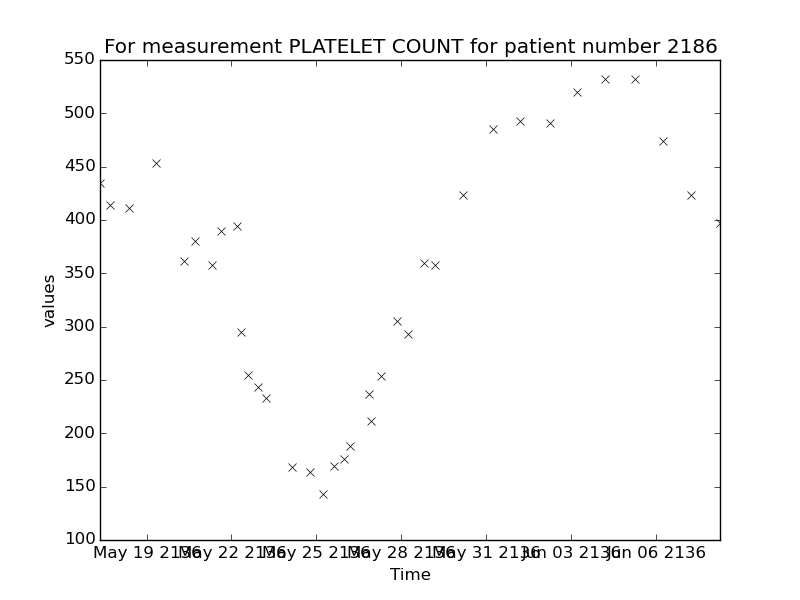 For measurement PLATELET COUNT for patient number 2186
550
500
450
400
350
300
250
200
150
100
values
May 19 2136
May 22 2136
May 25 2136
May 28 2136
May 31 2136
Jun 03 2136
Jun 06 2136
Time